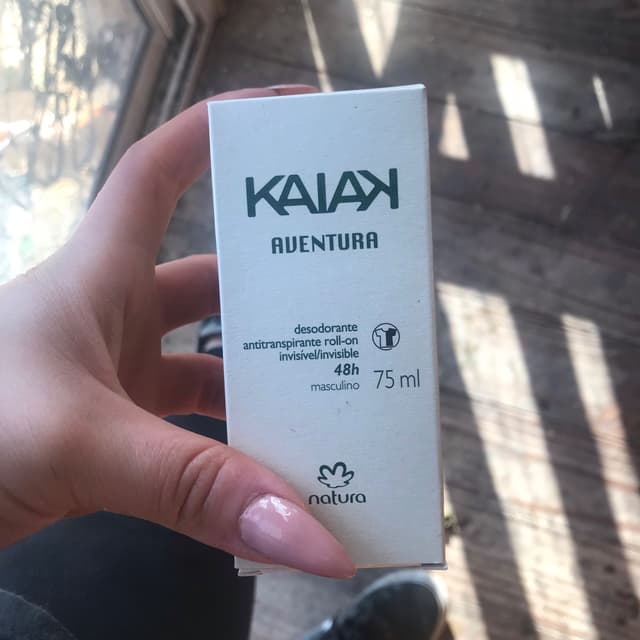 KAIAK
AVENTURA
desodorante
antitranspirante roll-on
invisível/invisible
48h
masculino 75 ml
natura